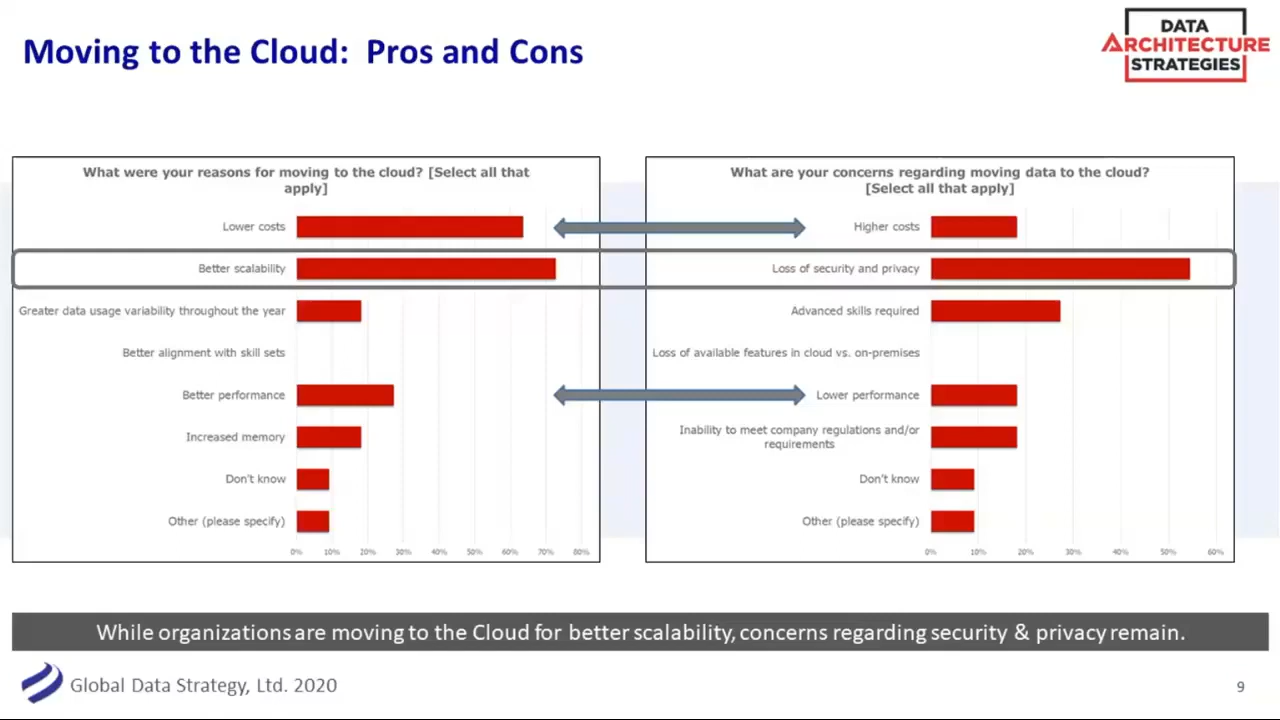 Moving to the Cloud: Pros and Cons
DATA
ARCHITECTURE
STRATEGIES
What were your reasons for moving to the cloud? [Select all that
apply]
Lower costs
Better scalability
Greater data usage variability throughout the year
Better alignment with skill sets
Better performance
Increased memory
Don't know
Other (please specify)
0% 10% 20% 30% 40% 50% 60% 70% 80%
What are your concerns regarding moving data to the cloud?
[Select all that apply]
Higher costs
Loss of security and privacy
Advanced skills required
Loss of available features in cloud vs. on-premises
Lower performance
Inability to meet company regulations and/or
requirements
Don't know
Other (please specify)
0% 10% 20% 30% 40% 50% 60%
While organizations are moving to the Cloud for better scalability, concerns regarding security & privacy remain.
Global Data Strategy, Ltd. 2020
9